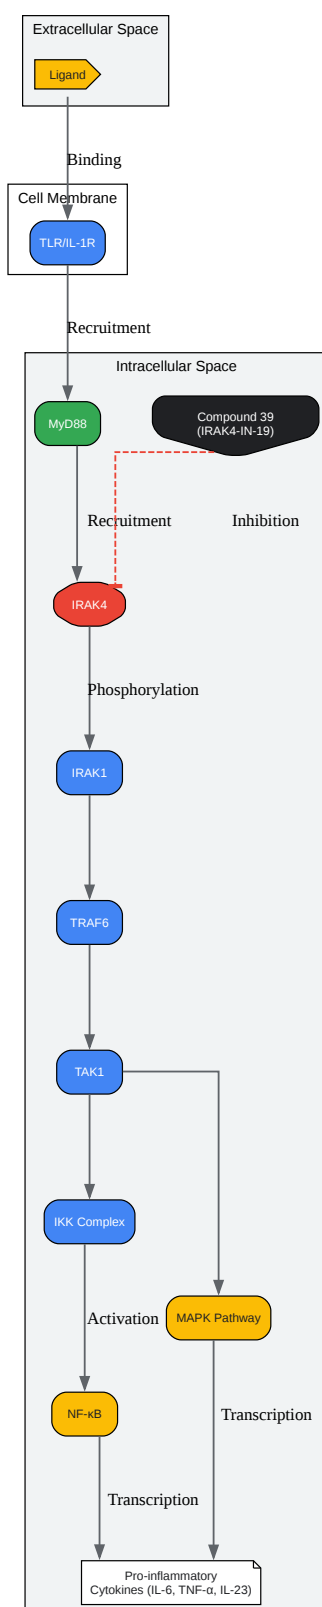 Extracellular Space
Ligand
Binding
Cell Membrane
TLR/IL-1R
Recruitment
Intracellular Space
MyD88
Compound 39
(IRAK4-IN-19)
Recruitment
Inhibition
IRAK4
Phosphorylation
IRAK1
TRAF6
TAK1
IKK Complex
MAPK Pathway
Activation
NF-κB
Transcription
Transcription
Pro-inflammatory
Cytokines (IL-6, TNF-α, IL-23)